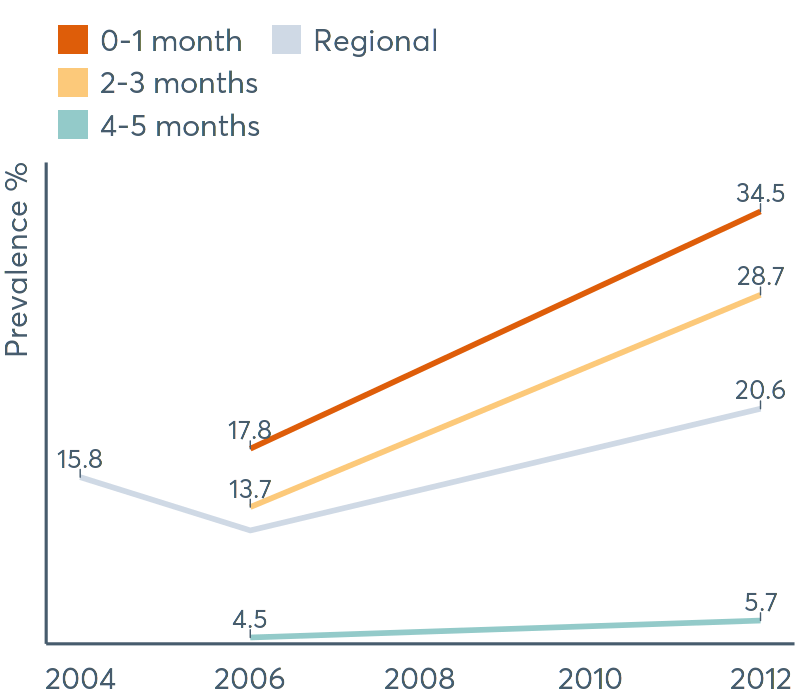 0-1 month
Regional
2-3 months
4-5 months
Prevalence %
34.5
28.7
20.6
17.8
15.8
13.7
4.5
5.7
2004
2006
2008
2010
2012